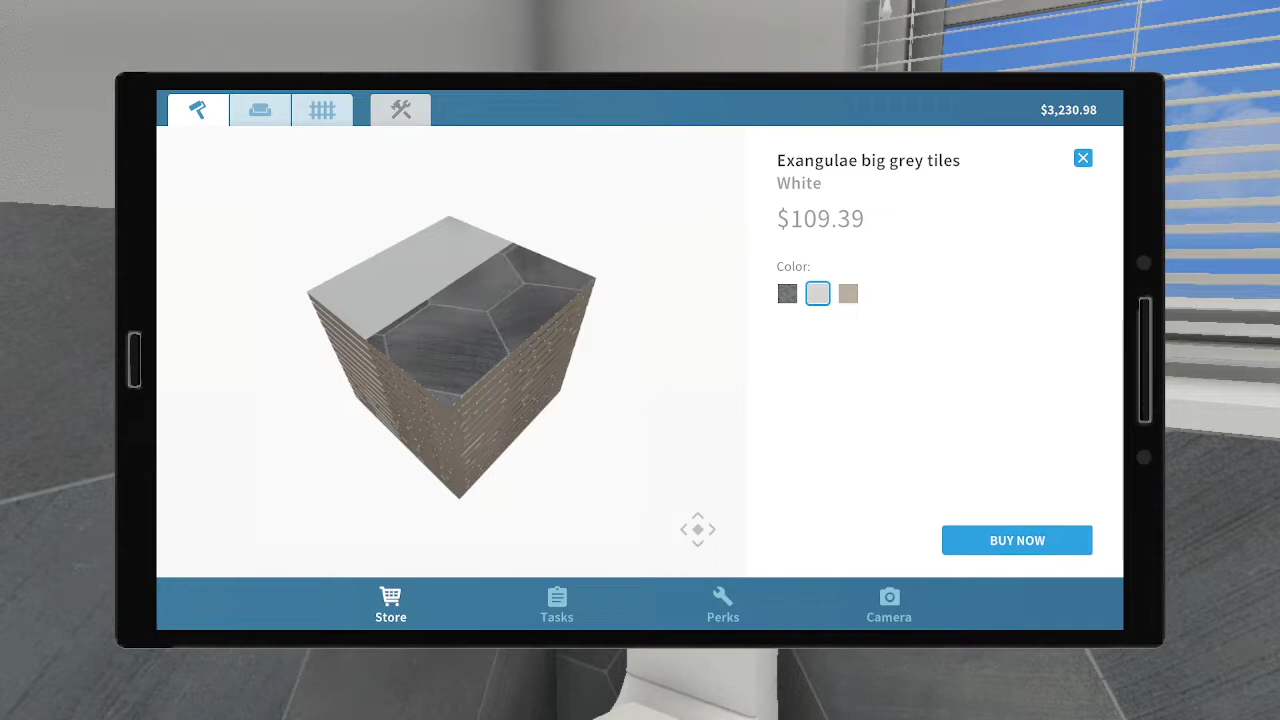 $3,230.98
Exangulae big grey tiles
White
$109.39
Color:
BUY NOW
Store
Tasks
Perks
Camera